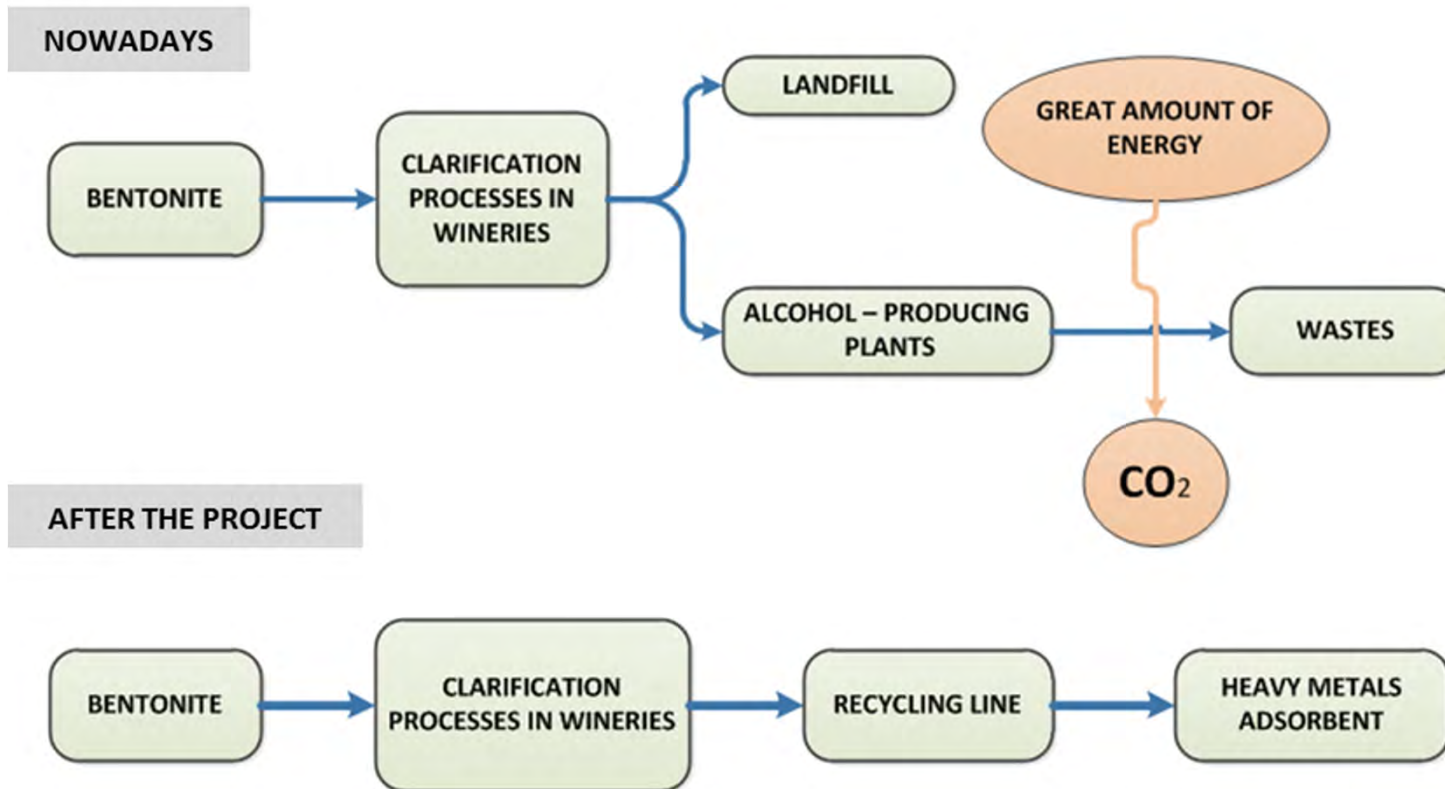 NOWADAYS
LANDFILL
GREAT AMOUNT OF
ENERGY
BENTONITE
CLARIFICATION
PROCESSES IN
WINERIES
ALCOHOL – PRODUCING
PLANTS
WASTES
CO₂
AFTER THE PROJECT
BENTONITE
CLARIFICATION
PROCESSES IN WINERIES
RECYCLING LINE
HEAVY METALS
ADSORBENT